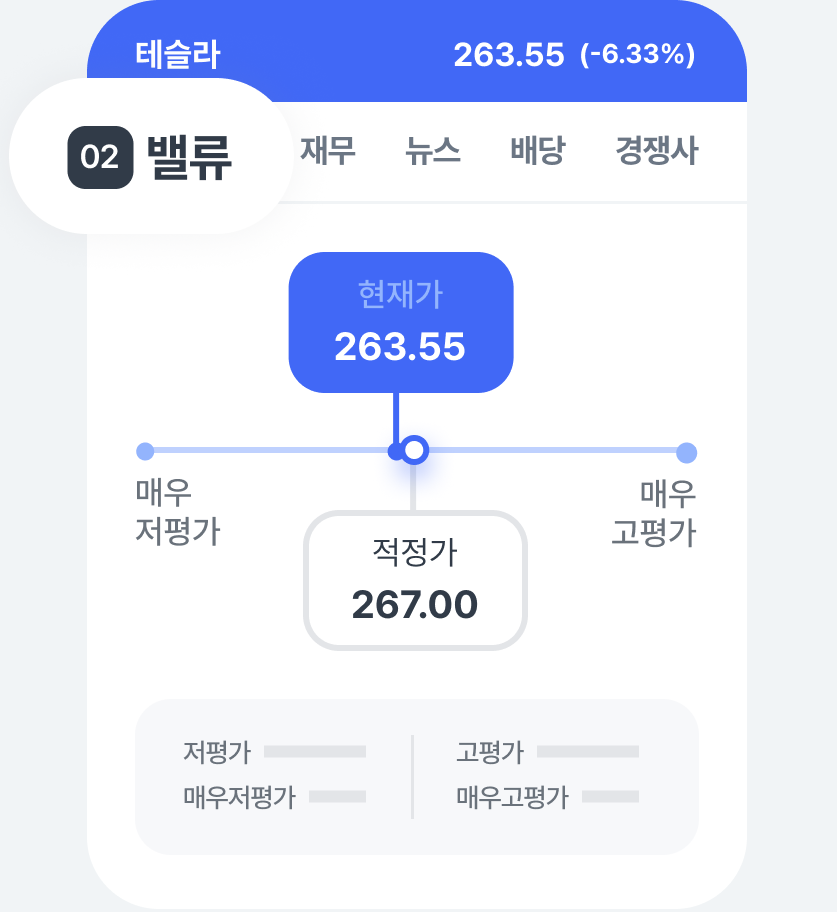 테슬라 263.55 (-6.33%)
02 밸류 재무 뉴스 배당 경쟁사
현재가
263.55
매우
저평가
매우
고평가
적정가
267.00
저평가 고평가
매우저평가 매우고평가